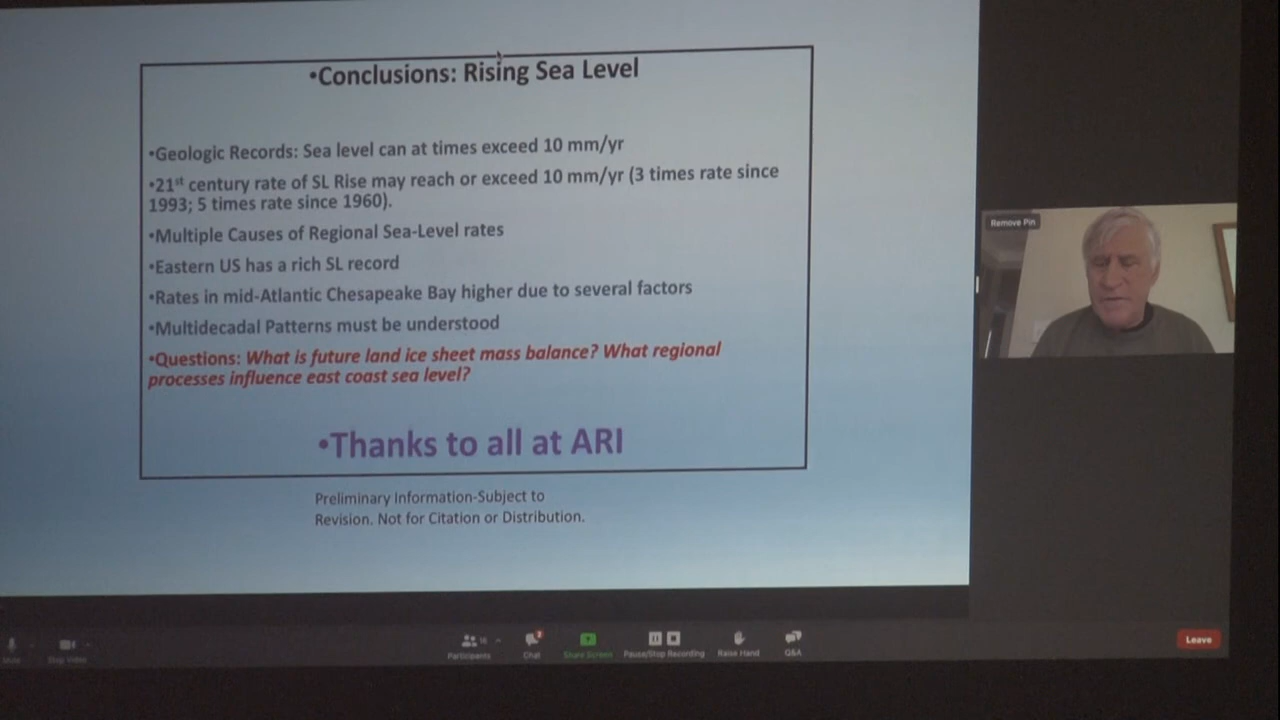 •Conclusions: Rising Sea Level
•Geologic Records: Sea level can at times exceed 10 mm/yr
•21st century rate of SL Rise may reach or exceed 10 mm/yr (3 times rate since
1993; 5 times rate since 1960).
•Multiple Causes of Regional Sea-Level rates
•Eastern US has a rich SL record
•Rates in mid-Atlantic Chesapeake Bay higher due to several factors
•Multidecadal Patterns must be understood
•Questions: What is future land ice sheet mass balance? What regional
processes influence east coast sea level?
•Thanks to all at ARI
Preliminary Information-Subject to
Revision. Not for Citation or Distribution.
Remove Pin
Mute
Stop Video
Participants
Chat
Share Screen
Pause/Stop Recording
Raise Hand
Q&A
Leave